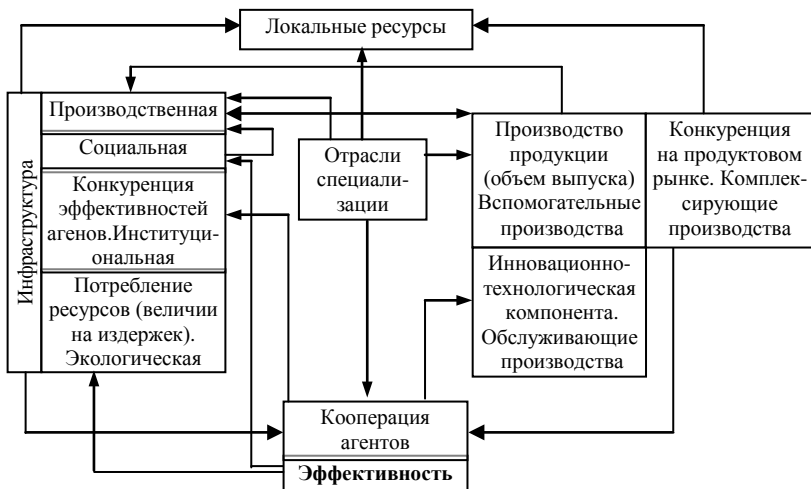 Локальные ресурсы
Инфраструктура
Производственная
Социальная
Конкуренция
эффективностей
агенов.Институци-
ональная
Потребление
ресурсов (величии
на издержек).
Экологическая
Отрасли
специали-
зации
Производство
продукции
(объем выпуска)
Вспомогательные
производства
Конкуренция
на продуктовом
рынке. Комплек-
сирующие
производства
Инновационно-
технологическая
компонента.
Обслуживающие
производства
Кооперация
агентов
Эффективность